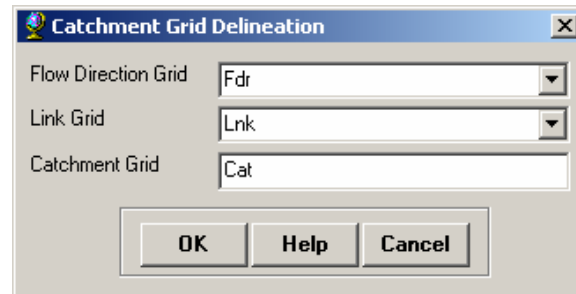 Catchment Grid Delineation
Flow Direction Grid Fdr
Link Grid Lnk
Catchment Grid Cat
OK Help Cancel